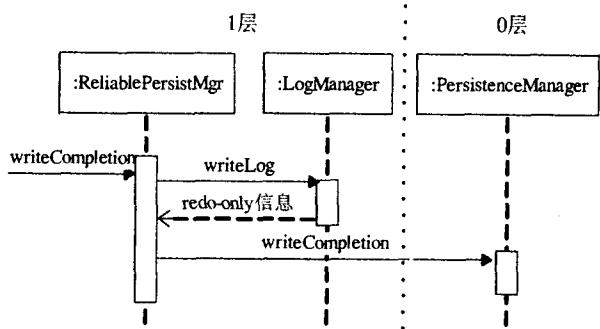 1层
0层
:ReliablePersistMgr
:LogManager
:PersistenceManager
writeCompletion
writeLog
redo-only信息
writeCompletion